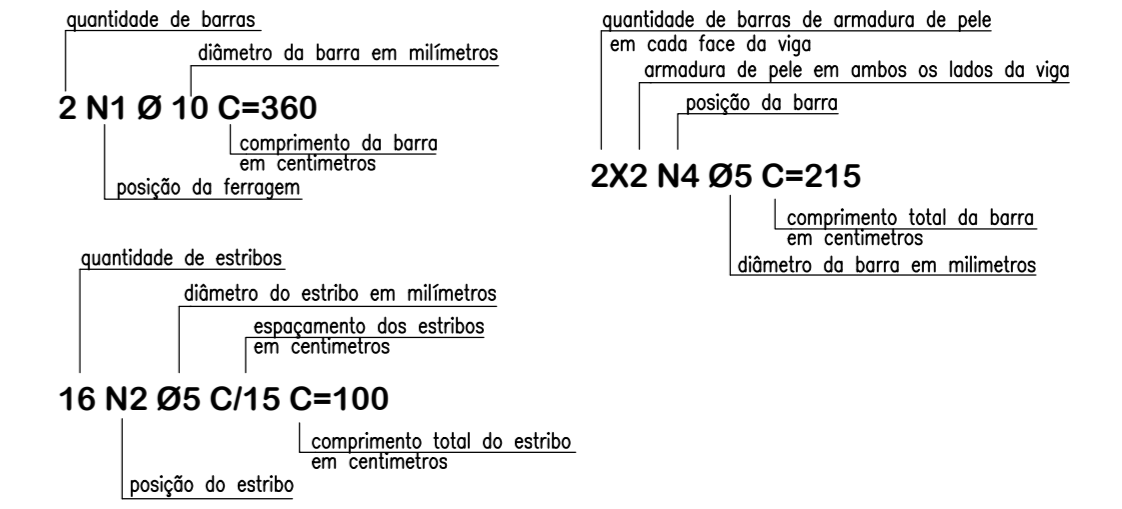 quantidade de barras
diâmetro da barra em milímetros
2 N1 Ø 10 C=360
comprimento da barra
em centimetros
posição da ferragem
quantidade de barras de armadura de pele
em cada face da viga
armadura de pele em ambos os lados da viga
posição da barra
2X2 N4 Ø5 C=215
comprimento total da barra
em centimetros
diâmetro da barra em milimetros
quantidade de estribos
diâmetro do estribo em milímetros
espaçamento dos estribos
em centimetros
16 N2 Ø5 C/15 C=100
comprimento total do estribo
em centimetros
posição do estribo